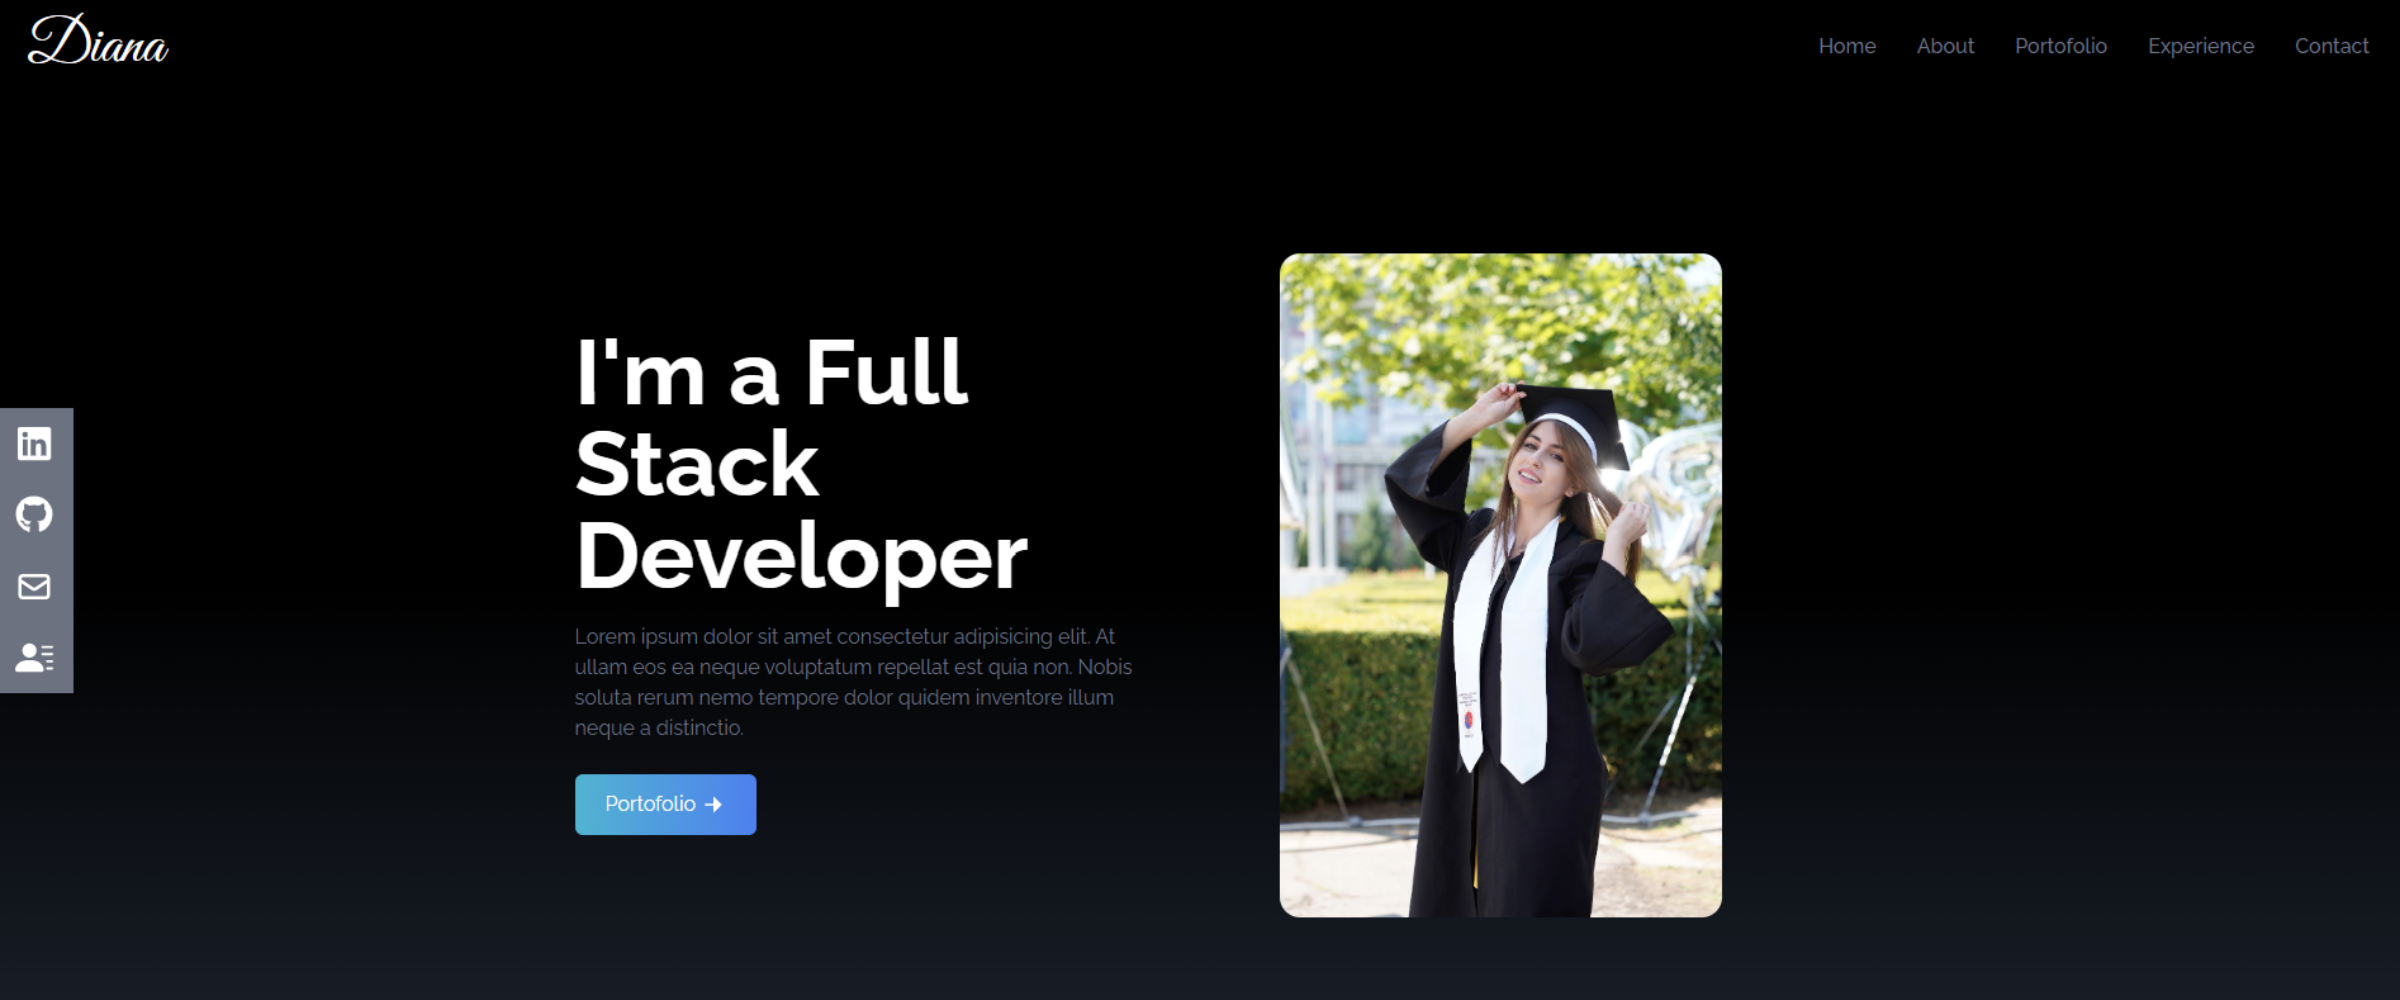 Diana
Home About Portofolio Experience Contact
I'm a Full
Stack
Developer
Lorem ipsum dolor sit amet consectetur adipisicing elit. At
ullam eos ea neque voluptatum repellat est quia non. Nobis
soluta rerum nemo tempore dolor quidem inventore illum
neque a distinctio.
Portofolio
in